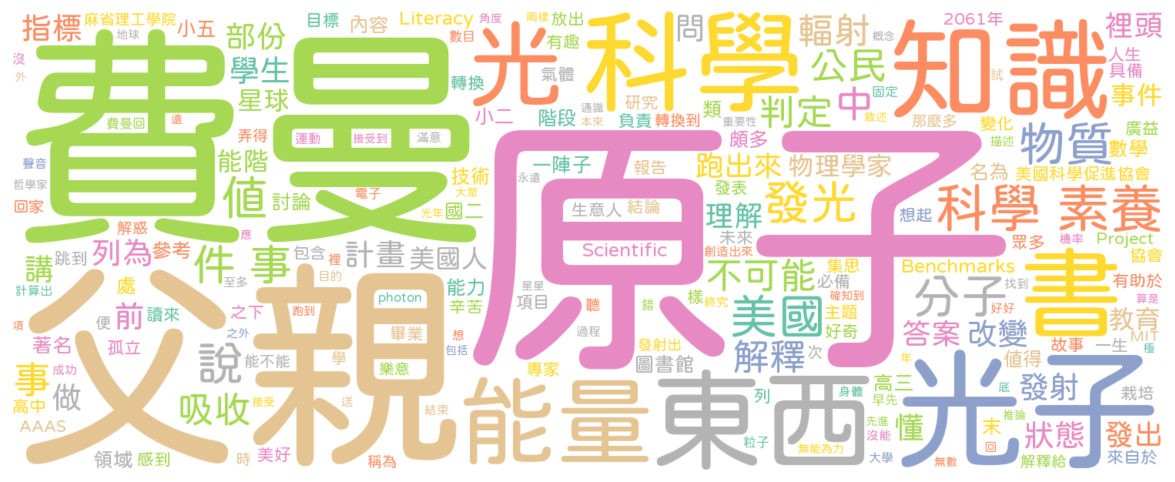 麻省理工學院
目標
內容
Literacy
角度
兩樣
放出
2061年
裡頭
指標
地球
小五
部份
數目
有趣
問
輻射
沒
外
學生
轉換
氣體
公民
人生
具備
費曼
光
科學
知識
星球
小二
研究
類
通識
本來
判定
中
固定
試
概念
事件
費曼回
遠
弄得
運動
接受到
滿意
階段
負責
轉換到
重要性
敘述
那麼多
變化
描述
廣益
數學
物質
聲音
能階
一陣子
報告
頗多
跑出來
物理學家
名為
美國科學促進協會
哲學家
值
技術
永遠
發表
回家
討論
電子
大眾
光年
國二
生意人
結論
理解
發光
想起
科學 素養
解惑
應
原子
未來
創造出來
眾多
機率
Project
列為
參考
包含
裡
計畫
美國人
Scientific
不可能
集思
必備
協會
講
跳到
件
事
目的
至多
Benchmarks
找到
有助於
計算出
處
能力
星星
項目
聽
錯
樣
終究
主題
確知到
算是
項
便
前
讀來
之下
photon
跑到
辛苦
美國
好奇
分子
好好
書
教育
MIT
著名
孤立
之外
畢業
想
過程
發射出
解釋
答案
改變
故事
一生
極
父親
說
能不能
學
樂意
包括
圖書館
次
年
值得
事
成功
專家
列
身體
高三
早先
光子
底
發射
栽培
高中
做
吸收
接受
送
結束
能量
東西
先進
沒能
懂
末
推論
回
狀態
發出
AAAS
領域
感到
時
美好
稱為
粒子
無能為力
大學
無數
解釋給
來自於